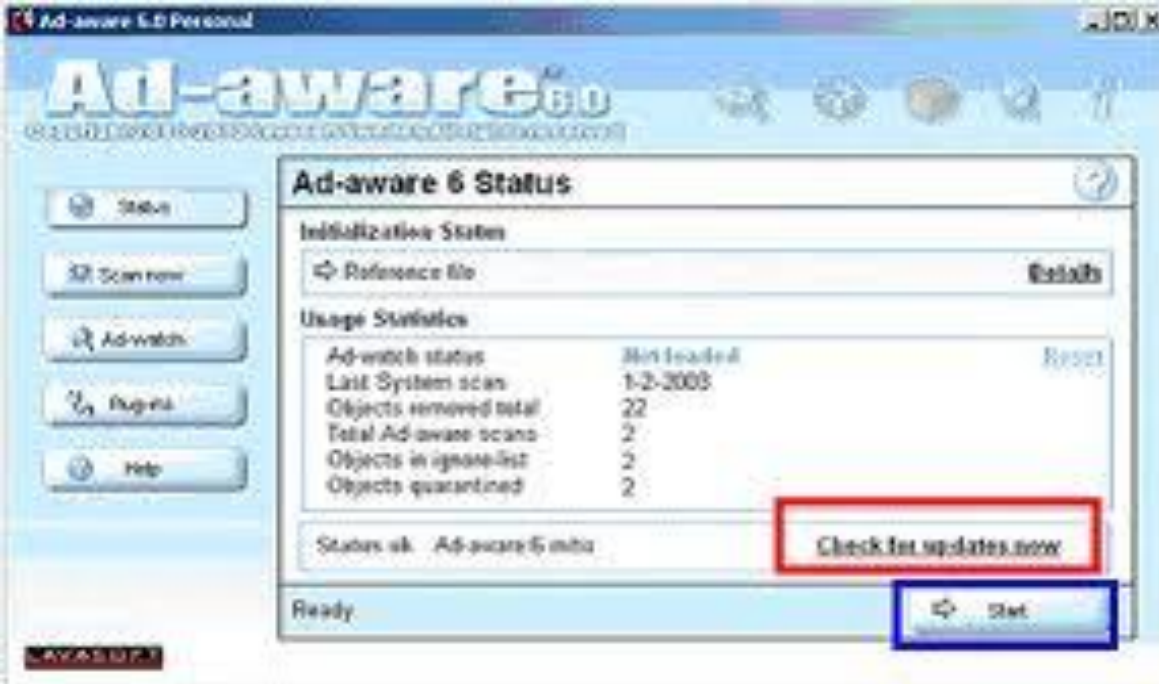 Ad-aware 6.0 Personal
Ad-aware 6.0
Status
Scan now
Ad-watch
Plug-ins
Help
Ad-aware 6 Status
Initialization Status
Reference file Details
Usage Statistics
Ad-watch status Not loaded Reset
Last System scan 1-2-2003
Objects removed total 22
Total Ad-aware scans 2
Objects in ignore-list 2
Objects quarantined 2
Status ok Ad-aware 6 Check for updates now
Ready Start
LAVASOFT